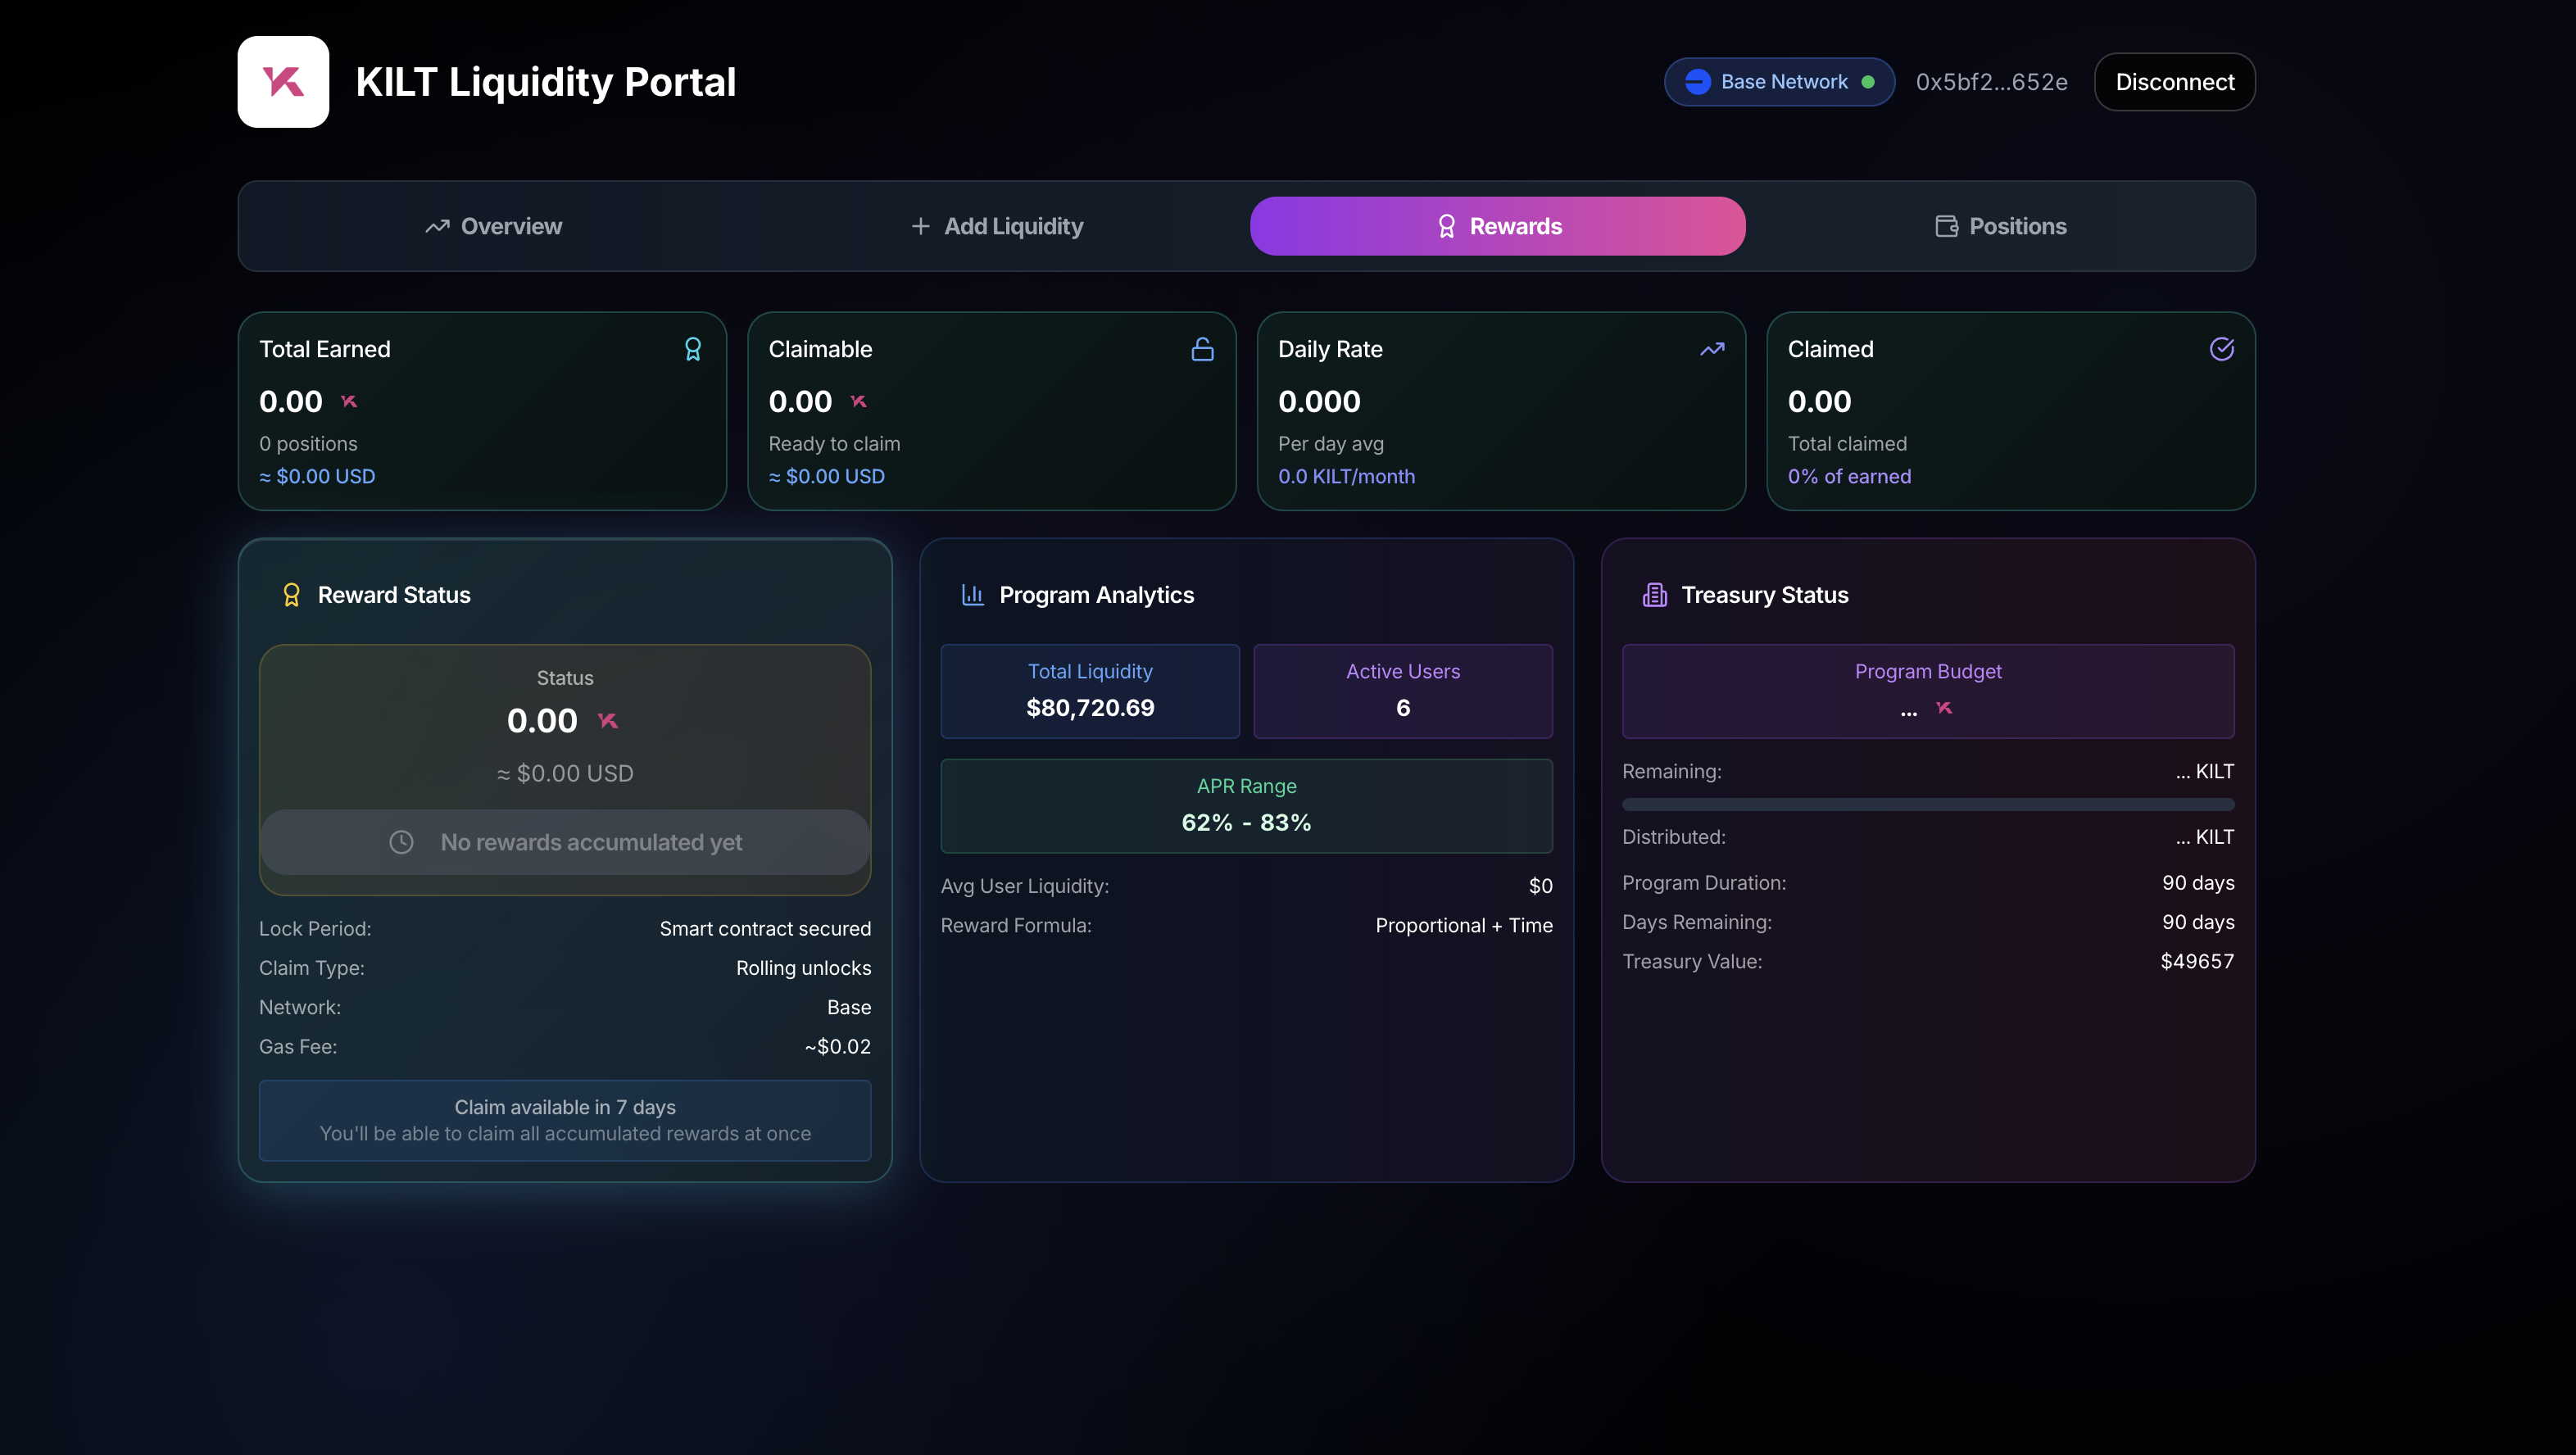 KILT Liquidity Portal
Base Network
0x5bf2...652e
Disconnect
Overview
Add Liquidity
Rewards
Positions
Total Earned
0.00
0 positions
≈ $0.00 USD
Claimable
0.00
Ready to claim
≈ $0.00 USD
Daily Rate
0.000
Per day avg
0.0 KILT/month
Claimed
0.00
Total claimed
0% of earned
Reward Status
Status
0.00
≈ $0.00 USD
No rewards accumulated yet
Lock Period: Smart contract secured
Claim Type: Rolling unlocks
Network: Base
Gas Fee: ~$0.02
Claim available in 7 days
You'll be able to claim all accumulated rewards at once
Program Analytics
Total Liquidity
$80,720.69
Active Users
6
APR Range
62% - 83%
Avg User Liquidity: $0
Reward Formula: Proportional + Time
Treasury Status
Program Budget
...
Remaining: ... KILT
Distributed: ... KILT
Program Duration: 90 days
Days Remaining: 90 days
Treasury Value: $49657